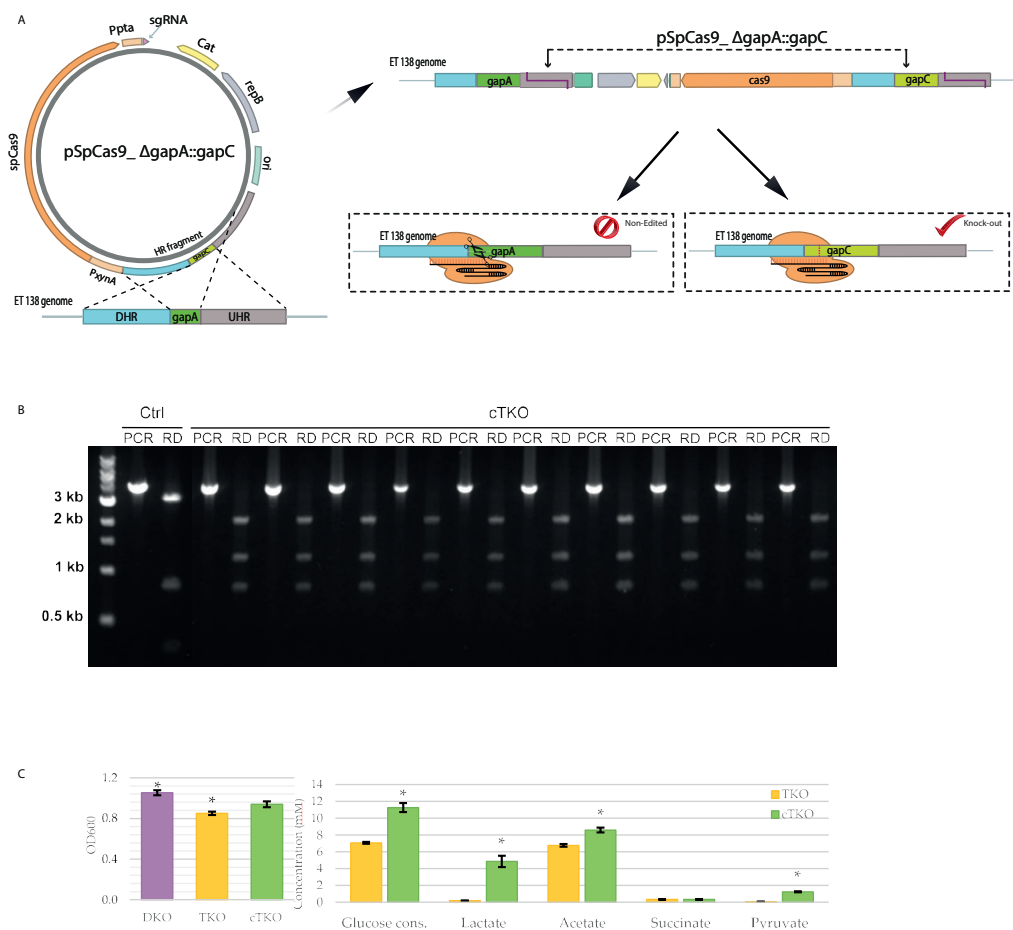 A
Ppta
sgRNA
Cat
repB
ori
spCas9
pSpCas9_ ΔgapA::gapC
HR fragment
gapC
PxynA
ET 138 genome
DHR
gapA
UHR
pSpCas9_ ΔgapA::gapC
ET 138 genome
gapA
cas9
gapC
Non-Edited
ET 138 genome
gapA
Knock-out
ET 138 genome
gapC
B
Ctrl
cTKO
PCR RD PCR RD PCR RD PCR RD PCR RD PCR RD PCR RD PCR RD PCR RD PCR RD PCR RD
3 kb
2 kb
1 kb
0.5 kb
C
OD600
1.2
0.8
0.4
0.0
*
*
DKO TKO cTKO
Concentration (mM)
14
12
10
8
6
4
2
0
*
*
*
*
TKO
cTKO
Glucose cons. Lactate Acetate Succinate Pyruvate